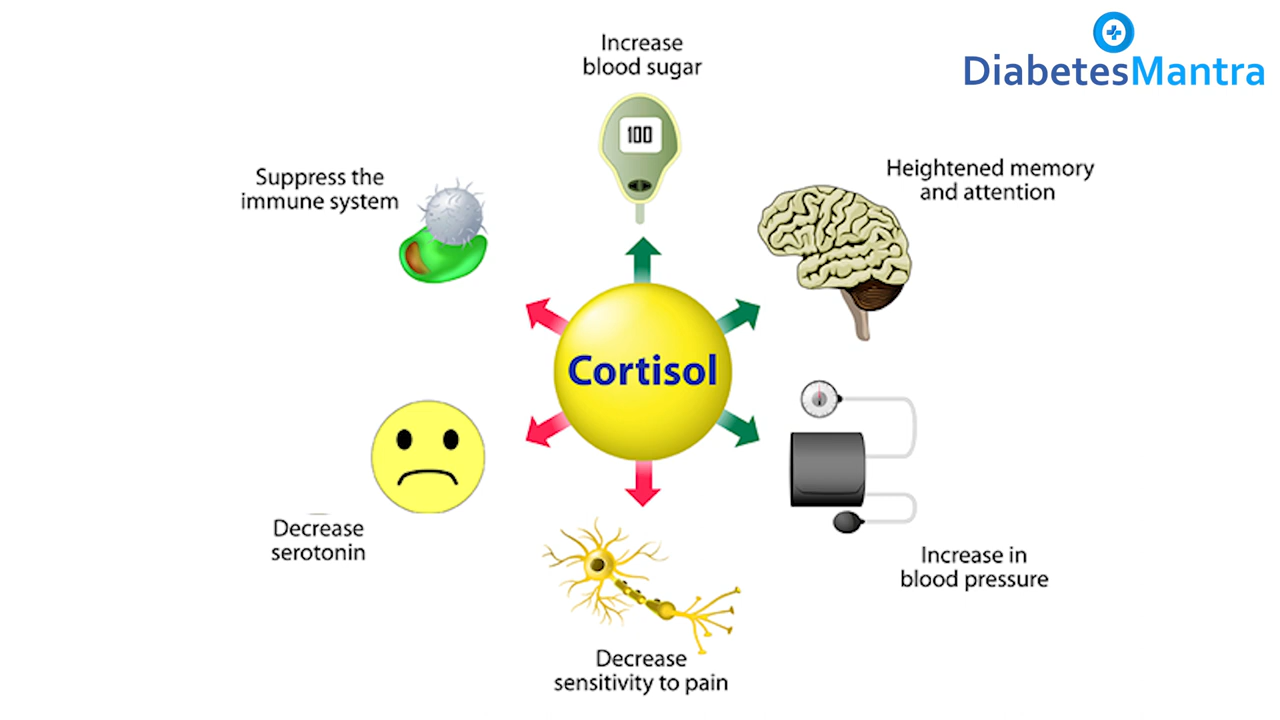 Increase
blood sugar
DiabetesMantra
Suppress the
immune system
100
Heightened memory
and attention
Cortisol
Decrease
serotonin
Increase in
blood pressure
Decrease
sensitivity to pain